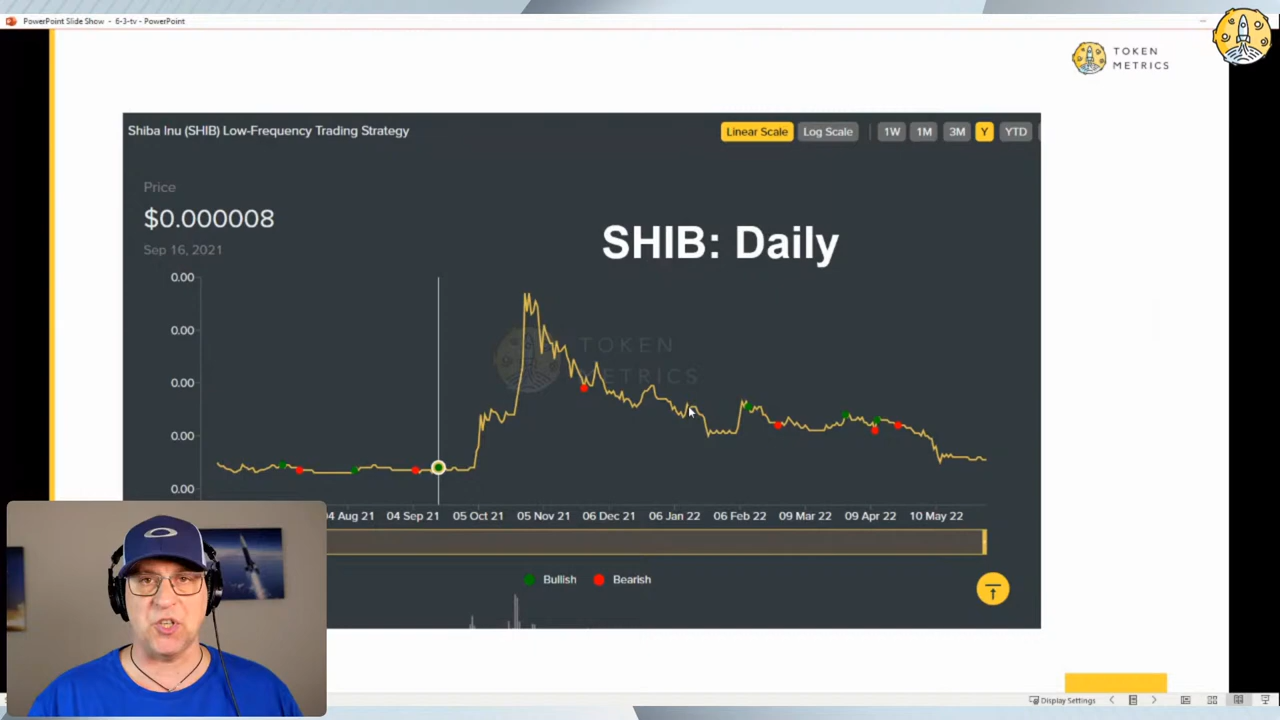 PowerPoint Slide Show - 6-3-tv - PowerPoint
TOKEN
METRICS
Shiba Inu (SHIB) Low-Frequency Trading Strategy
Linear Scale
Log Scale
1W
1M
3M
Y
YTD
Price
$0.000008
Sep 16, 2021
SHIB: Daily
0.00
0.00
0.00
0.00
0.00
TOKEN
METRICS
4 Aug 21
04 Sep 21
05 Oct 21
05 Nov 21
06 Dec 21
06 Jan 22
06 Feb 22
09 Mar 22
09 Apr 22
10 May 22
Bullish
Bearish
Display Settings